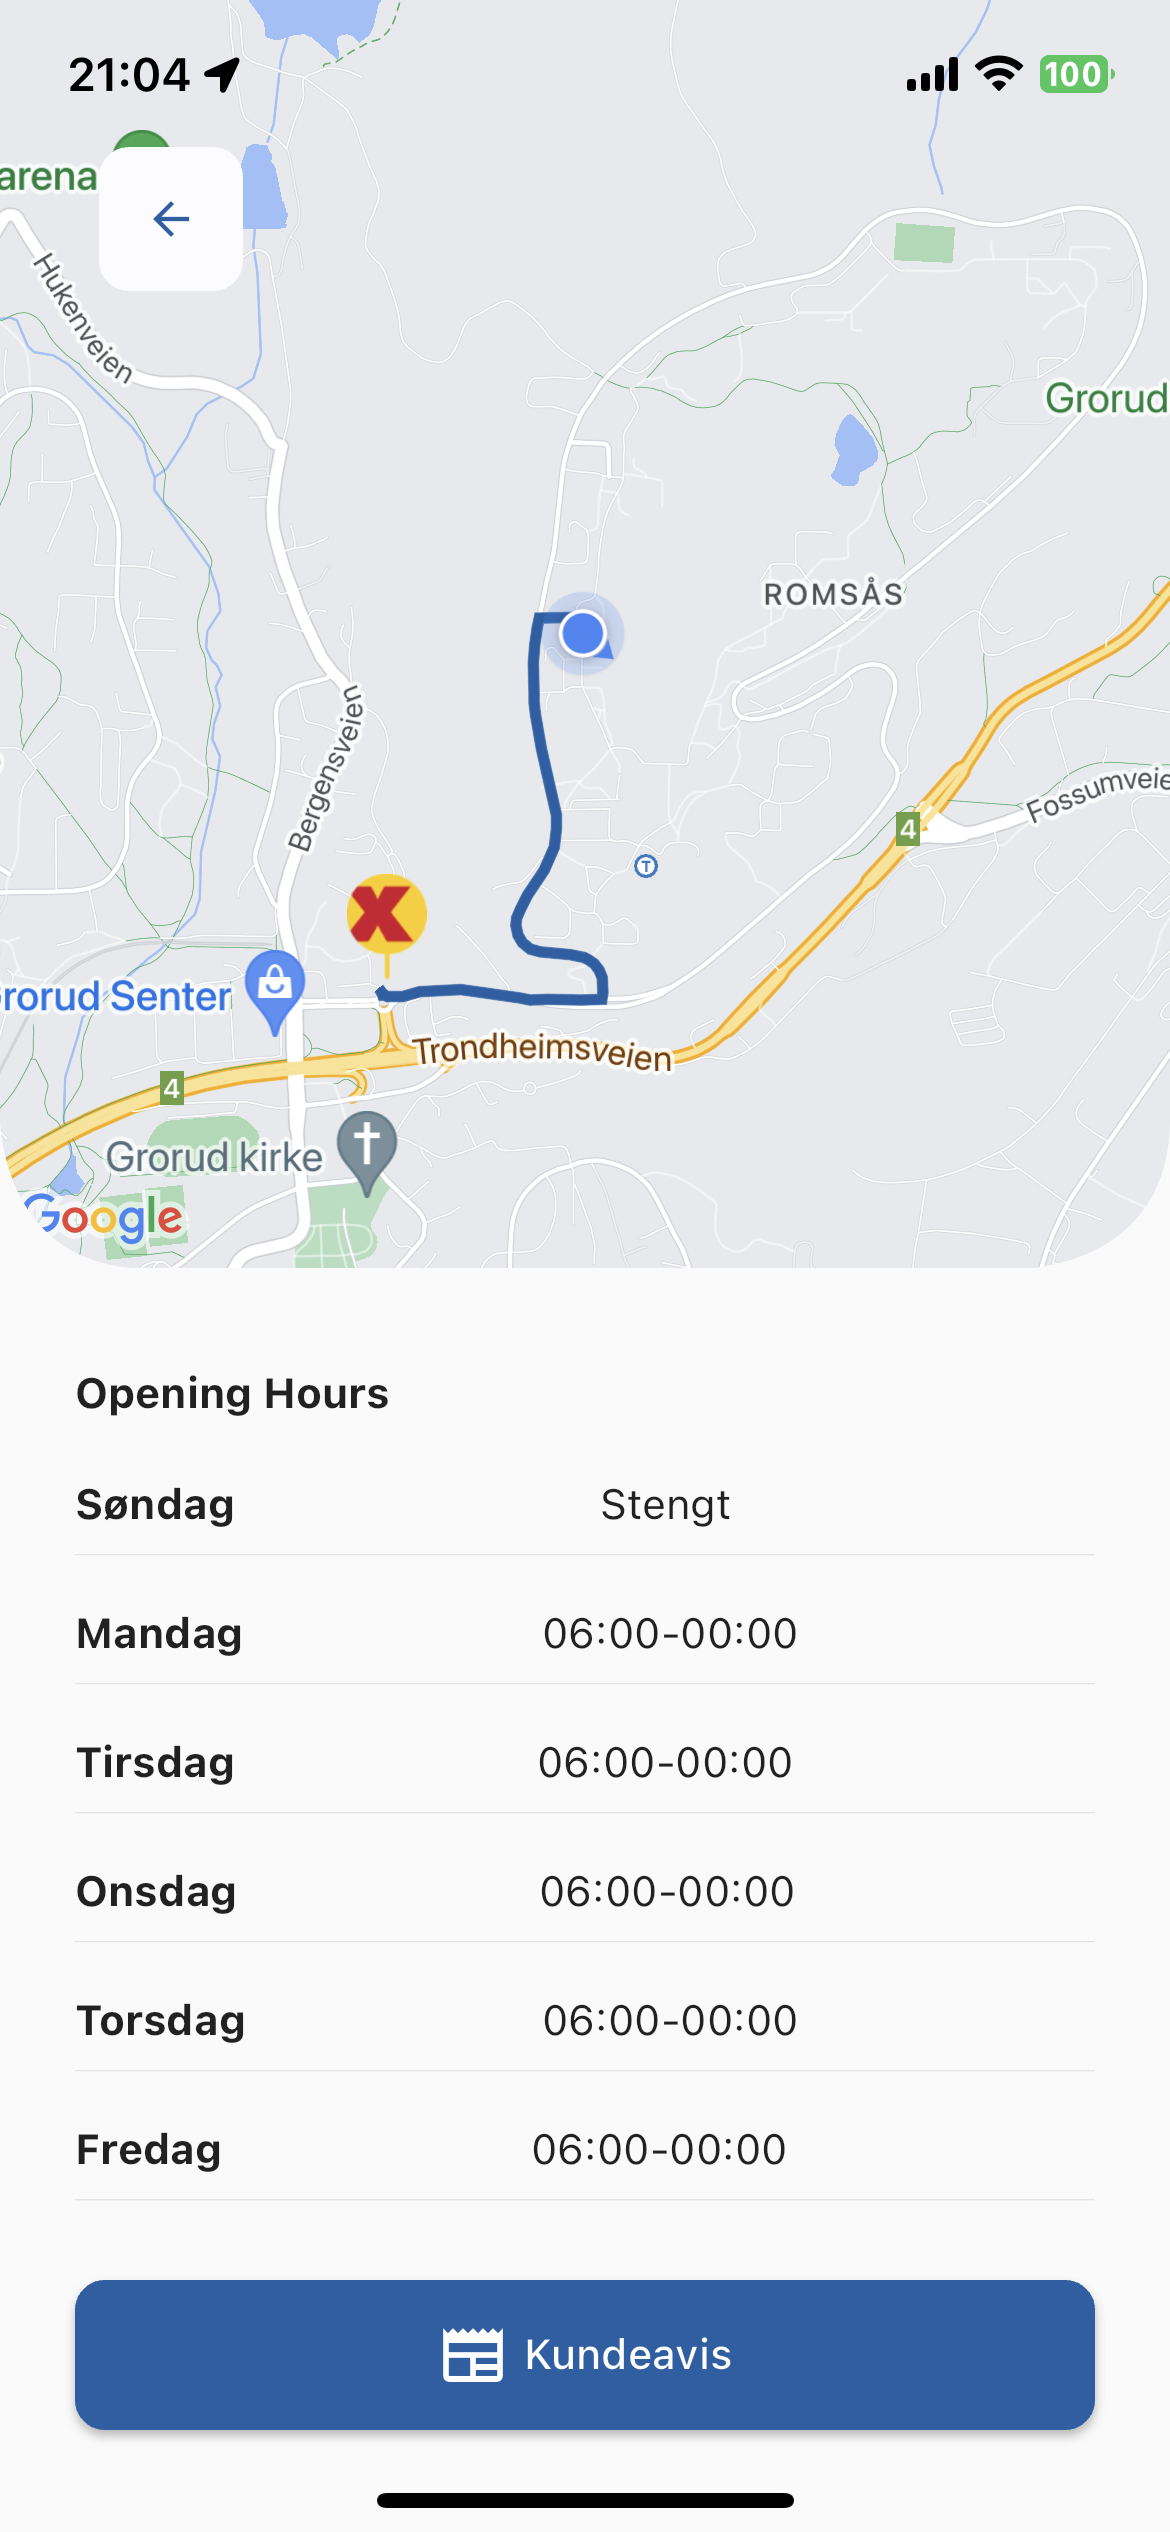 21:04
100
arena
Hukenveien
Grorud
ROMSÅS
Bergensveien
4
Fossumveie
T
X
Grorud Senter
Trondheimsveien
4
Grorud kirke
Google
Opening Hours
Søndag Stengt
Mandag 06:00-00:00
Tirsdag 06:00-00:00
Onsdag 06:00-00:00
Torsdag 06:00-00:00
Fredag 06:00-00:00
Kundeavis